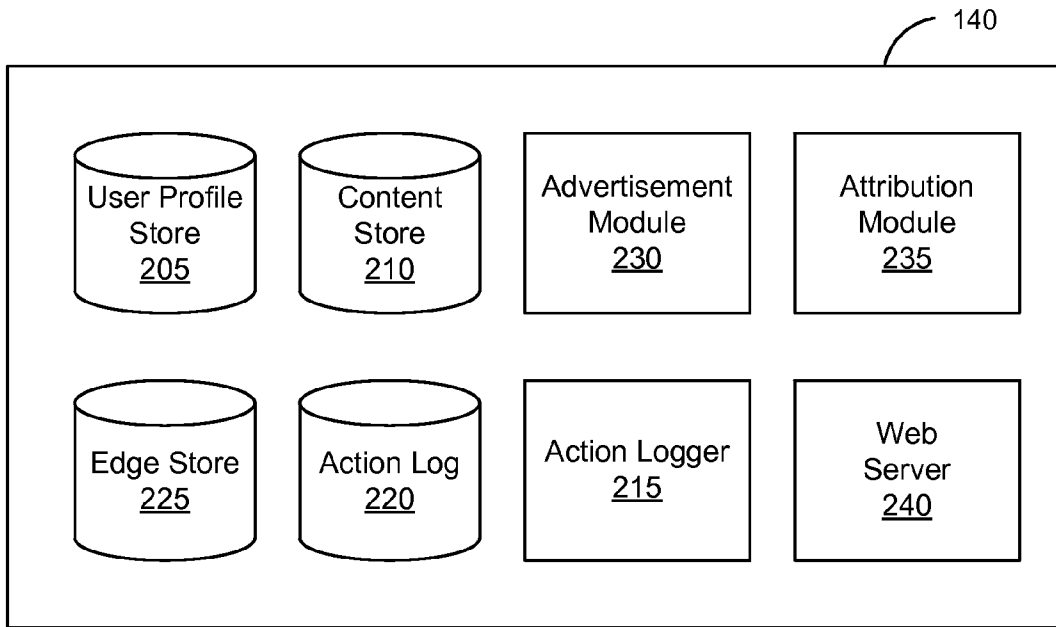 140
User Profile
Store
205
Content
Store
210
Advertisement
Module
230
Attribution
Module
235
Edge Store
225
Action Log
220
Action Logger
215
Web
Server
240